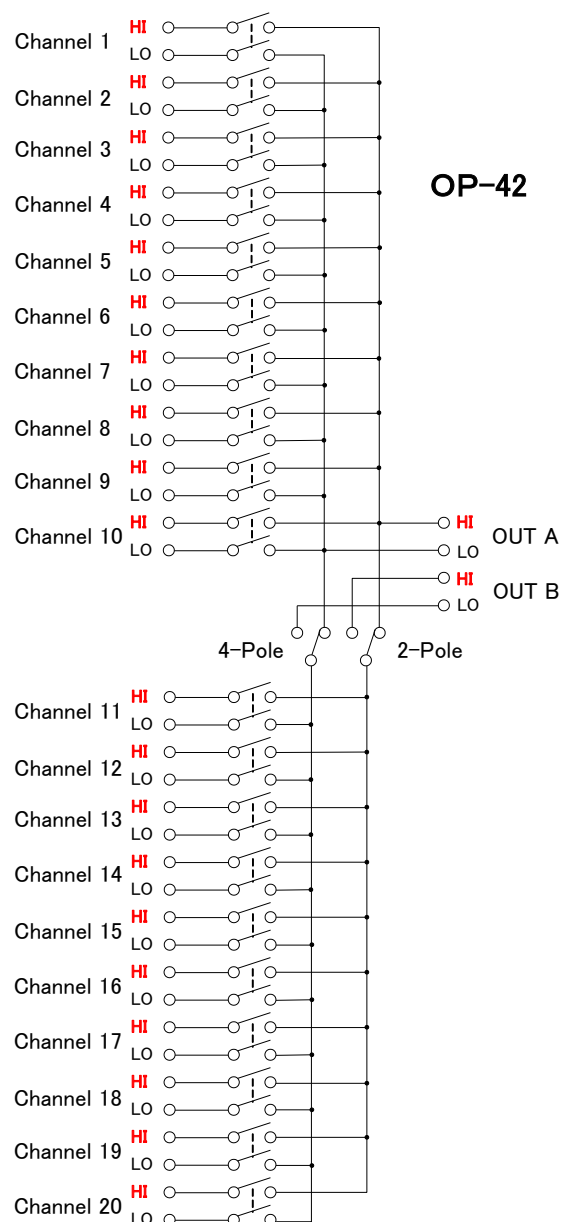 Channel 1
HI
LO
Channel 2
HI
LO
Channel 3
HI
LO
OP-42
Channel 4
HI
LO
Channel 5
HI
LO
Channel 6
HI
LO
Channel 7
HI
LO
Channel 8
HI
LO
Channel 9
HI
LO
Channel 10
HI
LO
HI
LO
OUT A
HI
LO
OUT B
4-Pole
2-Pole
Channel 11
HI
LO
Channel 12
HI
LO
Channel 13
HI
LO
Channel 14
HI
LO
Channel 15
HI
LO
Channel 16
HI
LO
Channel 17
HI
LO
Channel 18
HI
LO
Channel 19
HI
LO
Channel 20
HI
LO